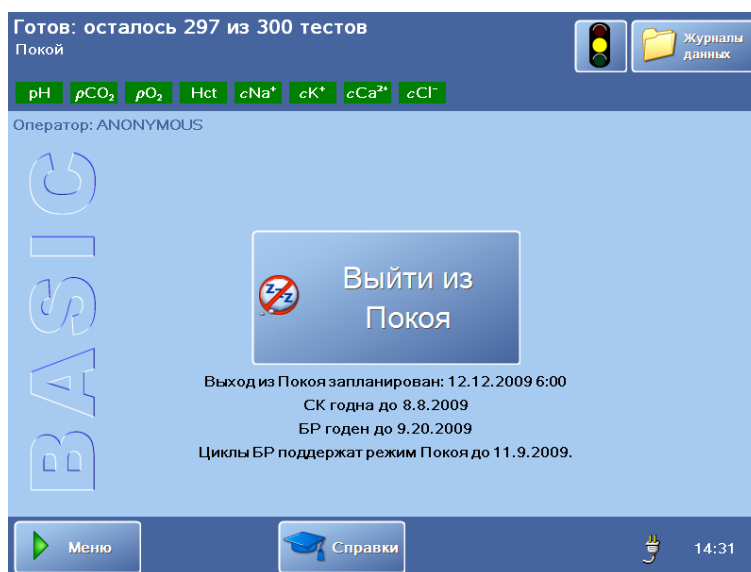 Готов: осталось 297 из 300 тестов
Покой
Журналы
данных
pH pCO₂ pO₂ Hct cNa⁺ cK⁺ cCa²⁺ cCl⁻
Оператор: ANONYMOUS
BASIC
zzz
Выйти из
Покоя
Выход из Покоя запланирован: 12.12.2009 6:00
СК годна до 8.8.2009
БР годен до 9.20.2009
Циклы БР поддержат режим Покоя до 11.9.2009.
Меню
Справки
14:31